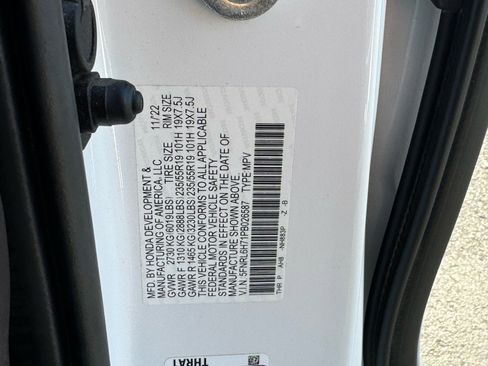 MFD. BY HONDA DEVELOPMENT & 11/22
MANUFACTURING OF AMERICA, LLC
TIRE SIZE RIM SIZE
GVWR 2730KG(6019LBS)
GAWR F 1310KG(2888LBS)235/55R19 101H 19X7.5J
GAWR R 1465KG(3230LBS)235/55R19 101H 19X7.5J
THIS VEHICLE CONFORMS TO ALL APPLICABLE
FEDERAL MOTOR VEHICLE SAFETY
STANDARDS IN EFFECT ON THE DATE OF
MANUFACTURE SHOWN ABOVE.
V.I.N. :5FNRL6H71PB026587 TYPE MPV
THR F AH8 -NH883P -Z -B
THRA1